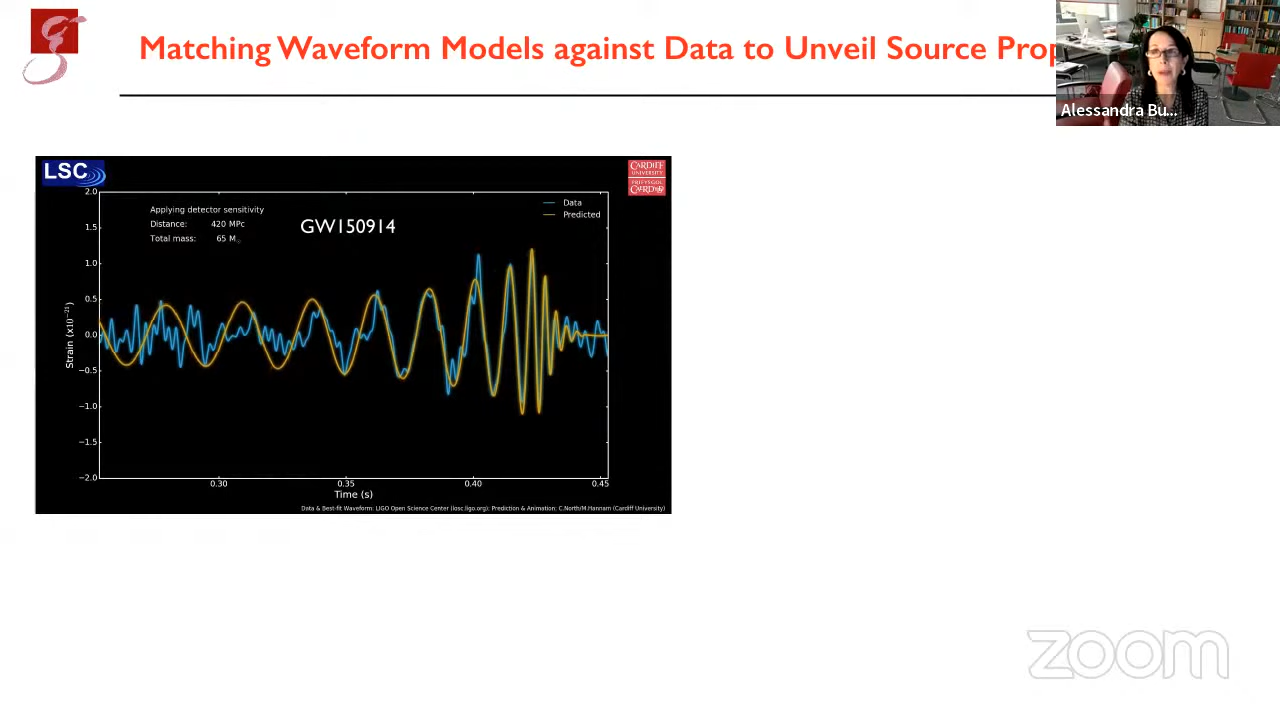 Matching Waveform Models against Data to Unveil Source Prop
Alessandra Bu...
LSC
CARDIFF
UNIVERSITY
PRIFYSGOL
CAERDYDD
Applying detector sensitivity
Distance: 420 MPc
Total mass: 65 M☉
GW150914
Data
Predicted
2.0
1.5
1.0
0.5
0.0
−0.5
−1.0
−1.5
−2.0
Strain (x10⁻²¹)
0.30 0.35 0.40 0.45
Time (s)
Data & Best-fit Waveform: LIGO Open Science Center (losc.ligo.org); Prediction & Animation: C.North/M.Hannam (Cardiff University)
zoom